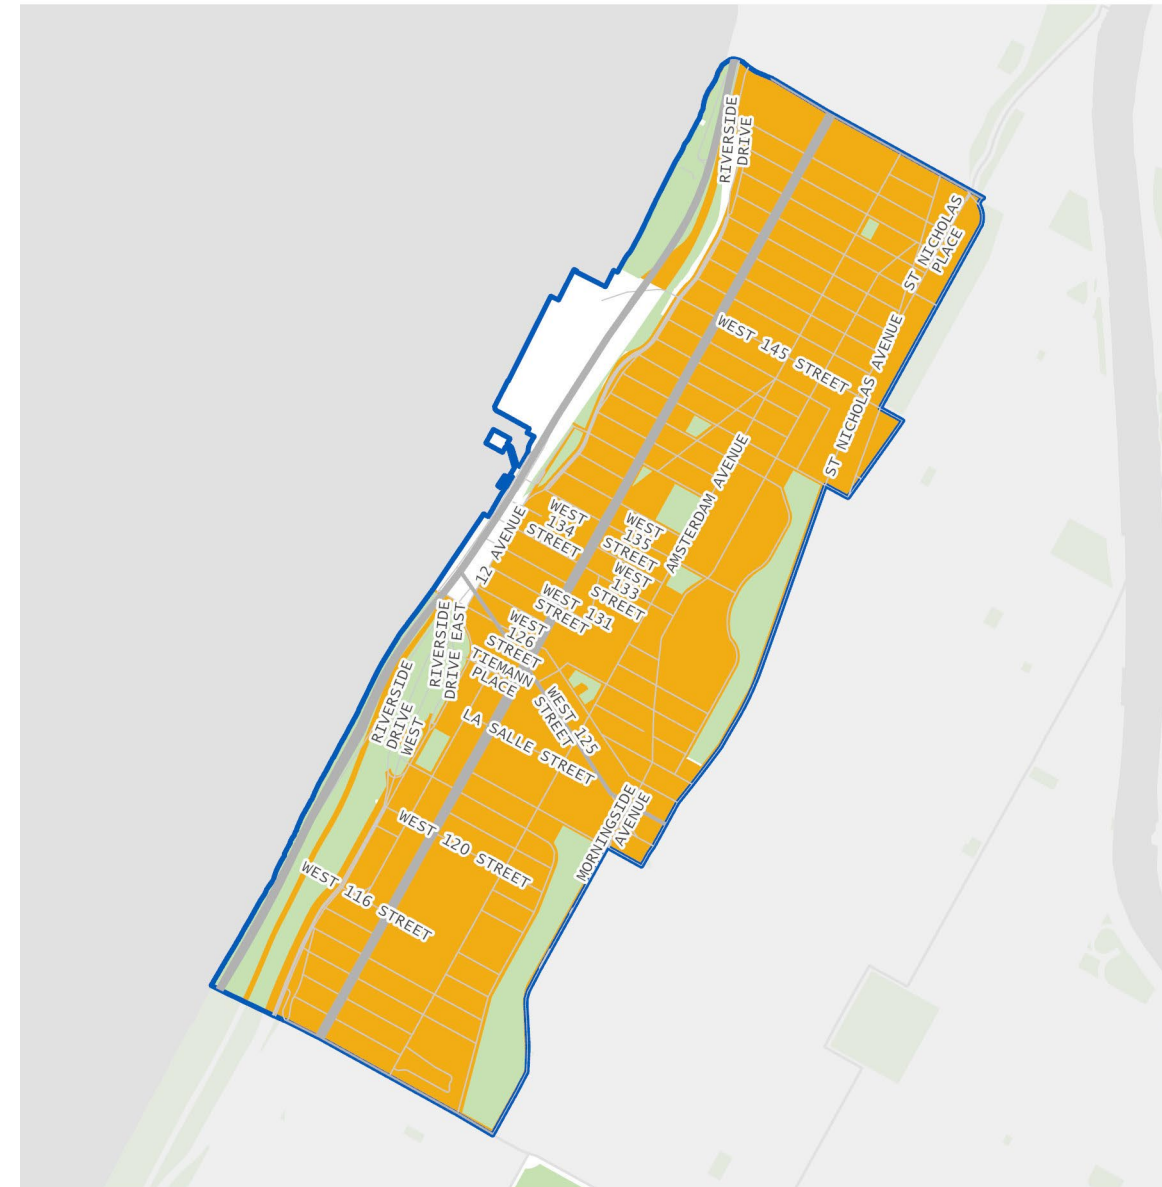 RIVERSIDE
DRIVE
ST NICHOLAS
PLACE
WEST 145 STREET
ST NICHOLAS AVENUE
AMSTERDAM AVENUE
WEST
134
STREET
WEST
135
STREET
12 AVENUE
WEST
133
STREET
WEST 131
STREET
WEST
126
STREET
RIVERSIDE
DRIVE EAST
TIEMANN
PLACE
RIVERSIDE
DRIVE
WEST
WEST 125
STREET
LA SALLE STREET
MORNINGSIDE
AVENUE
WEST 120 STREET
WEST 116 STREET